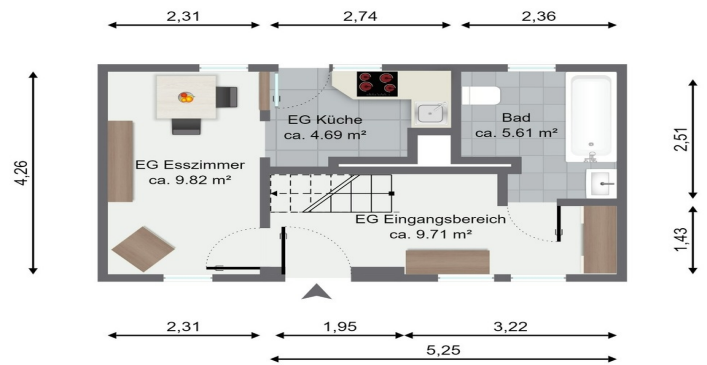 2,31
2,74
2,36
4,26
EG Küche
ca. 4.69 m²
Bad
ca. 5.61 m²
2,51
EG Esszimmer
ca. 9.82 m²
EG Eingangsbereich
ca. 9.71 m²
1,43
2,31
1,95
3,22
5,25